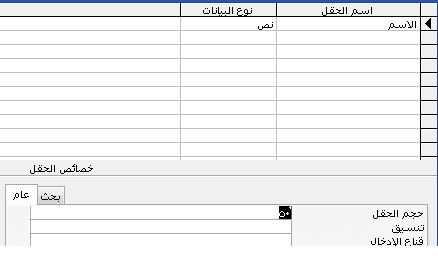 اسم الحقل نوع البيانات
الاسم نص
خصائص الحقل
عام بحث
حجم الحقل ٥٠
تنسيق
قناع الإدخال